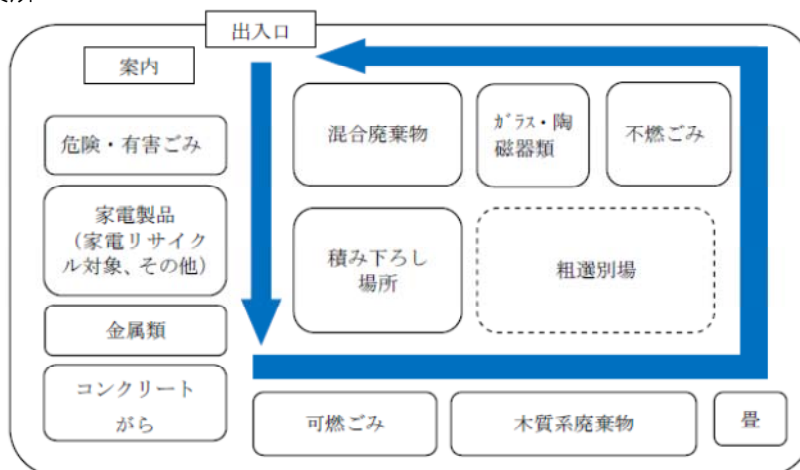 出入口
案内
危険・有害ごみ
家電製品
（家電リサイク
ル対象、その他）
金属類
コンクリート
がら
混合廃棄物
ｶﾞﾗｽ・陶
磁器類
不燃ごみ
積み下ろし
場所
粗選別場
可燃ごみ
木質系廃棄物
畳